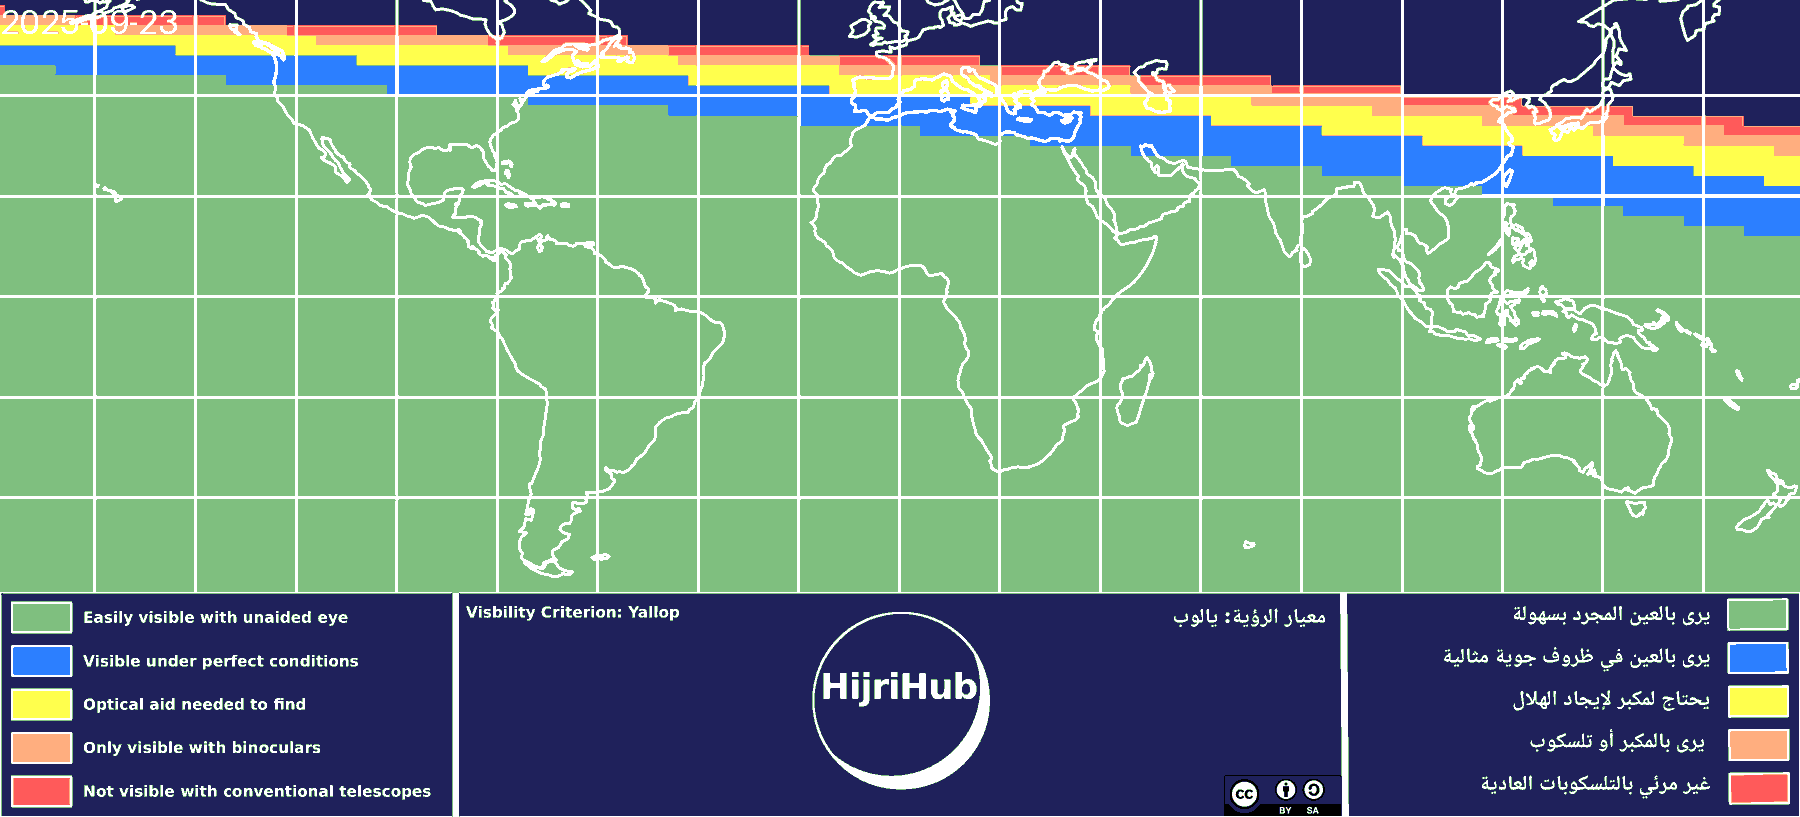 2025-09-23
Easily visible with unaided eye
Visible under perfect conditions
Optical aid needed to find
Only visible with binoculars
Not visible with conventional telescopes
Visbility Criterion: Yallop
معيار الرؤية: يالوب
HijriHub
cc
BY SA
يرى بالعين المجرد بسهولة
يرى بالعين في ظروف جوية مثالية
يحتاج لمكبر لإيجاد الهلال
يرى بالمكبر أو تلسكوب
غير مرئي بالتلسكوبات العادية